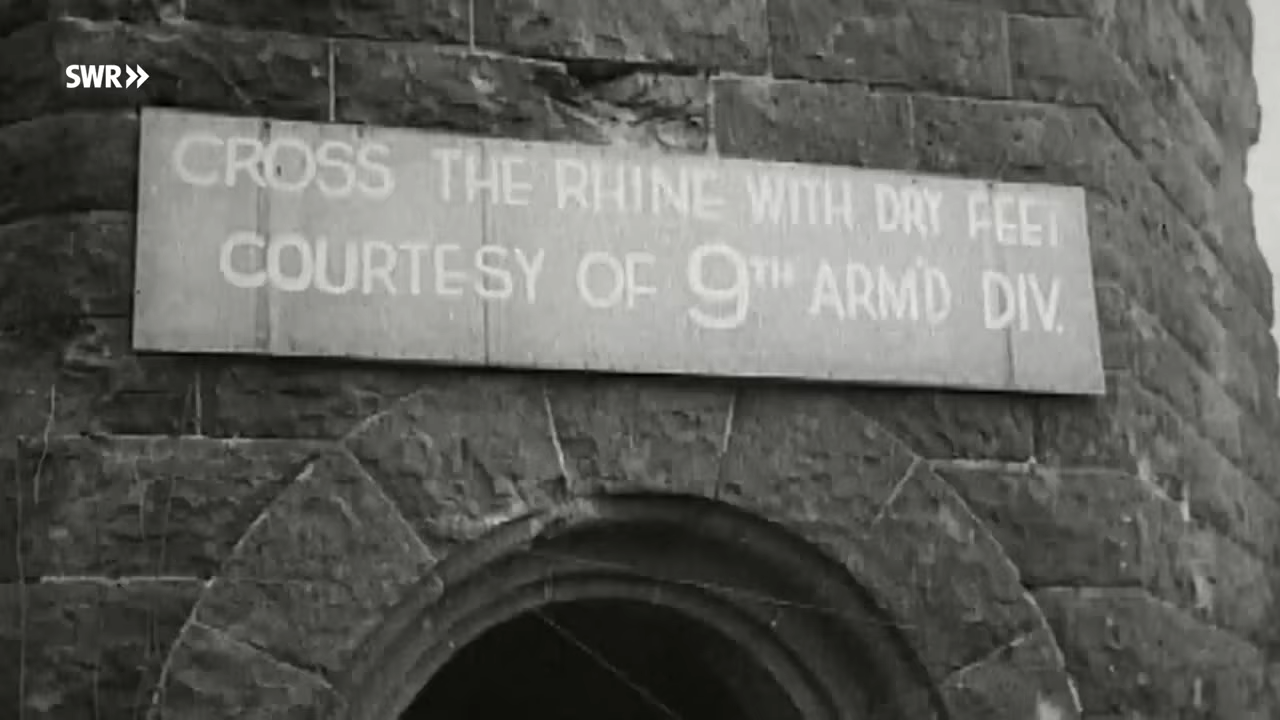 SWR»
CROSS THE RHINE WITH DRY FEET
COURTESY OF 9TH ARM'D DIV.